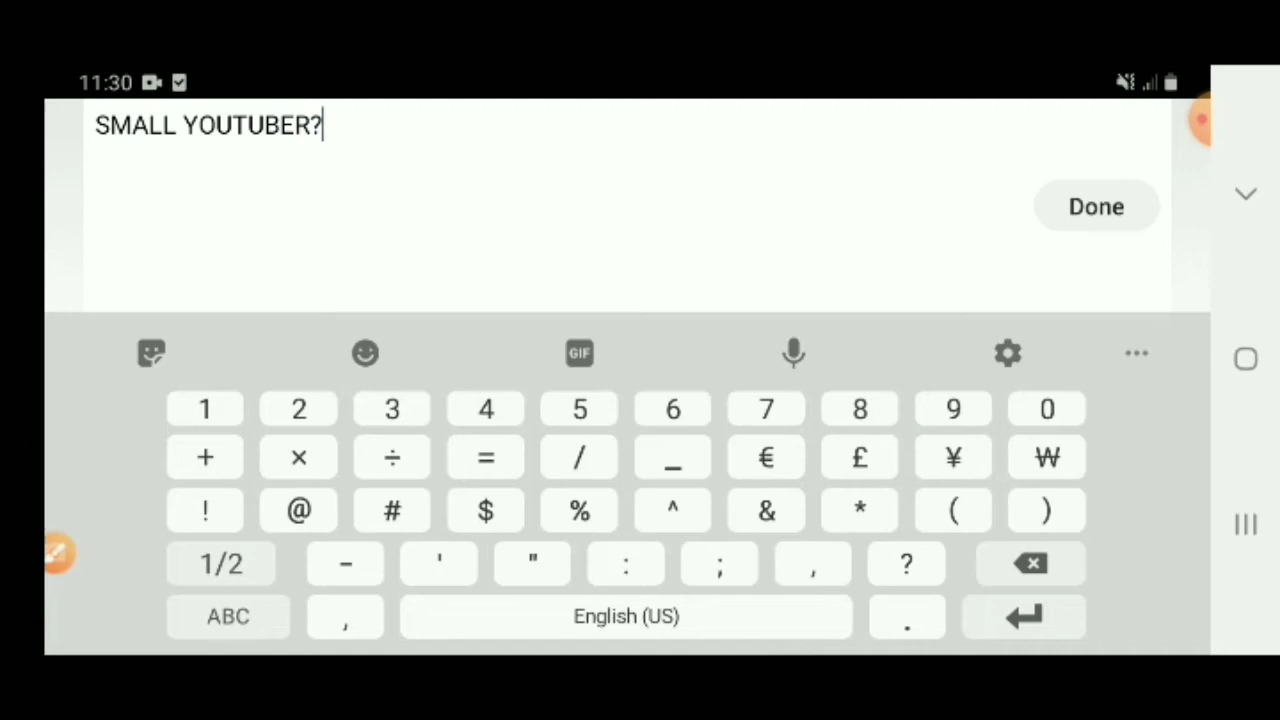 11:30
SMALL YOUTUBER?
Done
GIF
1 2 3 4 5 6 7 8 9 0
+ × ÷ = / _ € £ ¥ ₩
! @ # $ % ^ & * ( )
1/2 - ' " : ; , ?
ABC , English (US) .